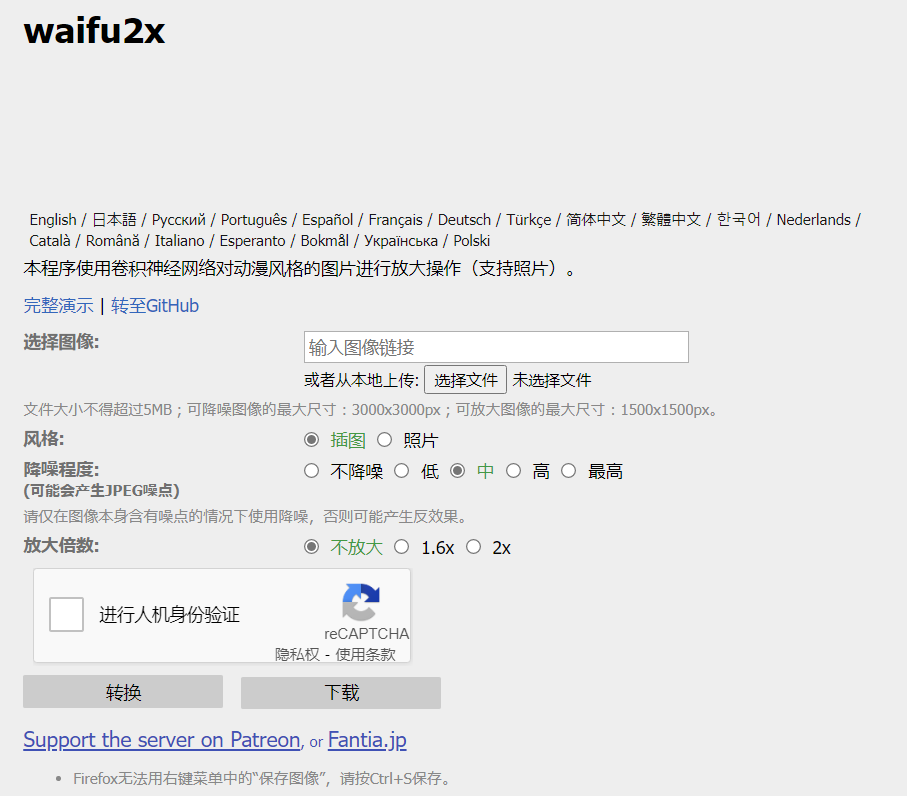 waifu2x
English / 日本語 / Русский / Português / Español / Français / Deutsch / Türkçe / 简体中文 / 繁體中文 / 한국어 / Nederlands /
Català / Română / Italiano / Esperanto / Bokmål / Українська / Polski
本程序使用卷积神经网络对动漫风格的图片进行放大操作（支持照片）。
完整演示 | 转至GitHub
选择图像: 输入图像链接
或者从本地上传: 选择文件 未选择文件
文件大小不得超过5MB；可降噪图像的最大尺寸：3000x3000px；可放大图像的最大尺寸：1500x1500px。
风格: 插图 照片
降噪程度: 不降噪 低 中 高 最高
(可能会产生JPEG噪点)
请仅在图像本身含有噪点的情况下使用降噪，否则可能产生反效果。
放大倍数: 不放大 1.6x 2x
进行人机身份验证
reCAPTCHA
隐私权 - 使用条款
转换 下载
Support the server on Patreon, or Fantia.jp
• Firefox无法用右键菜单中的“保存图像”，请按Ctrl+S保存。